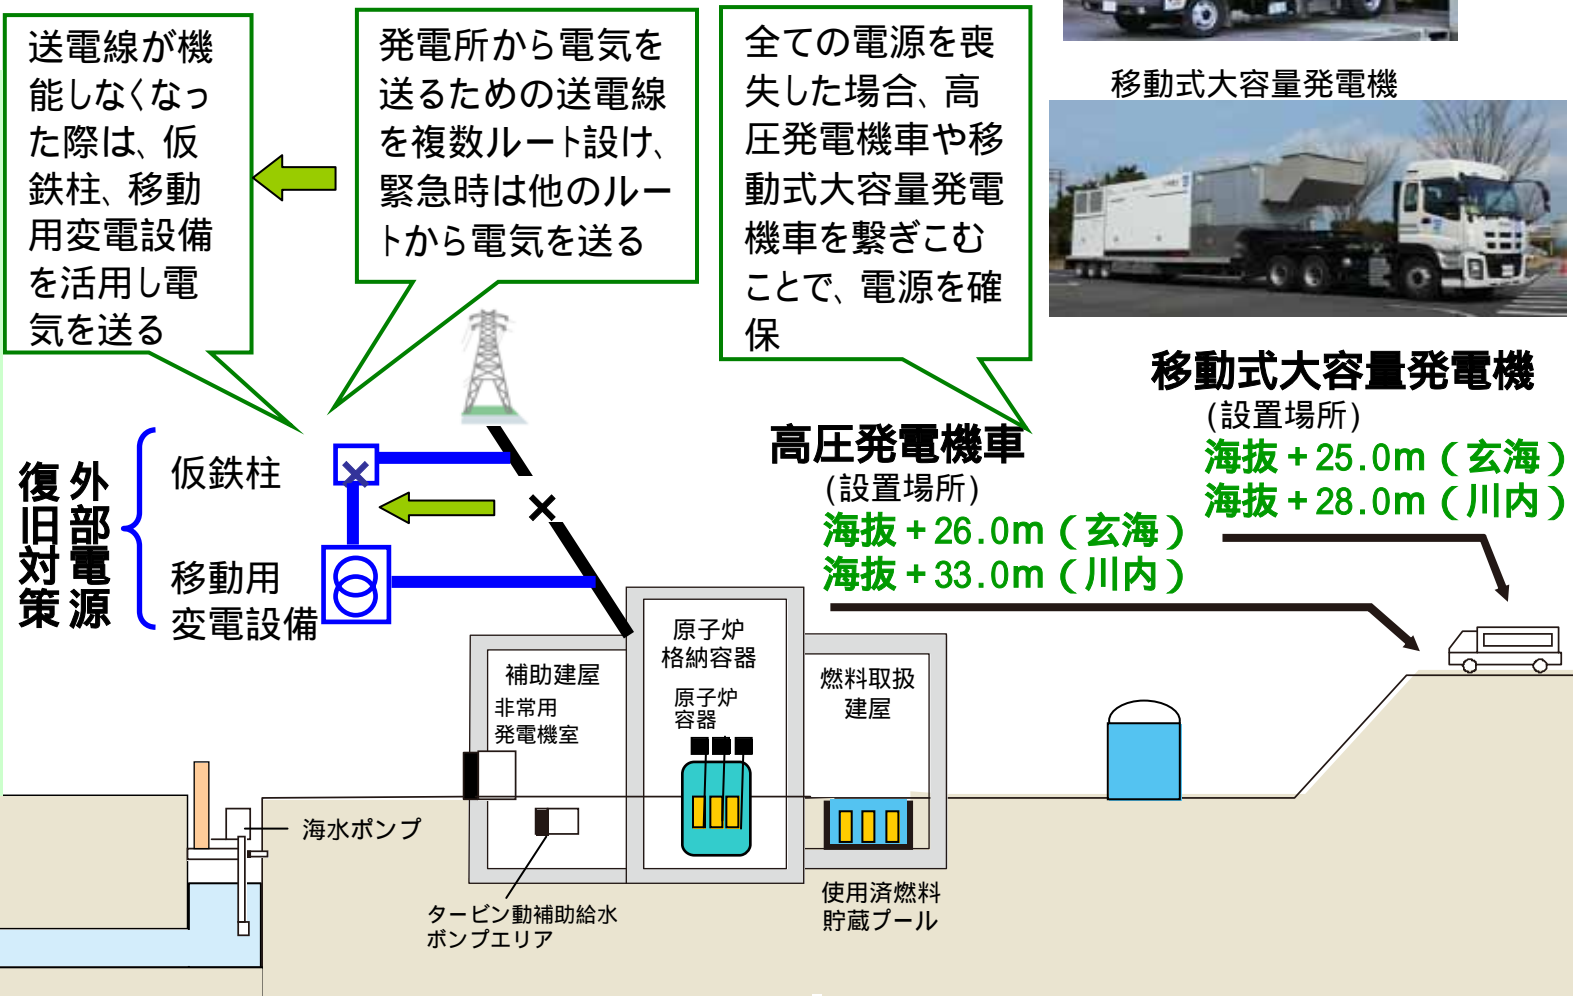 送電線が機
能しなくなっ
た際は、仮
鉄柱、移動
用変電設備
を活用し電
気を送る
発電所から電気を
送るための送電線
を複数ルート設け、
緊急時は他のルー
トから電気を送る
全ての電源を喪
失した場合、高
圧発電機車や移
動式大容量発電
機車を繋ぎこむ
ことで、電源を確
保
移動式大容量発電機
移動式大容量発電機
(設置場所)
海抜+25.0m(玄海)
海抜+28.0m(川内)
高圧発電機車
(設置場所)
海抜+26.0m(玄海)
海抜+33.0m(川内)
外部電源
復旧対策
仮鉄柱
移動用
変電設備
補助建屋
非常用
発電機室
原子炉
格納容器
原子炉
容器
燃料取扱
建屋
海水ポンプ
タービン動補助給水
ポンプエリア
使用済燃料
貯蔵プール